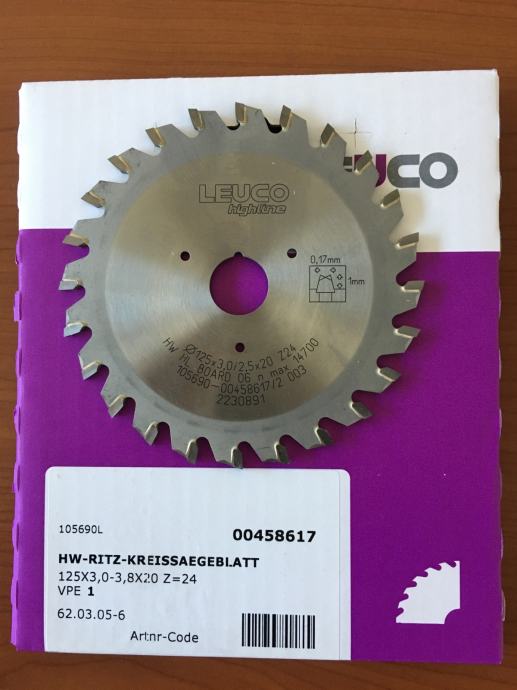 LEUCO
highline
UCO
0,17mm
1mm
Ø125x3,0/2,5x20 Z24
HW HL BOARD 06 n max 14700
105690-00458617/2 003
2230891
105690L
00458617
HW-RITZ-KREISSAEGEBLATT
125X3,0-3,8X20 Z=24
VPE 1
62.03.05-6
Artnr-Code